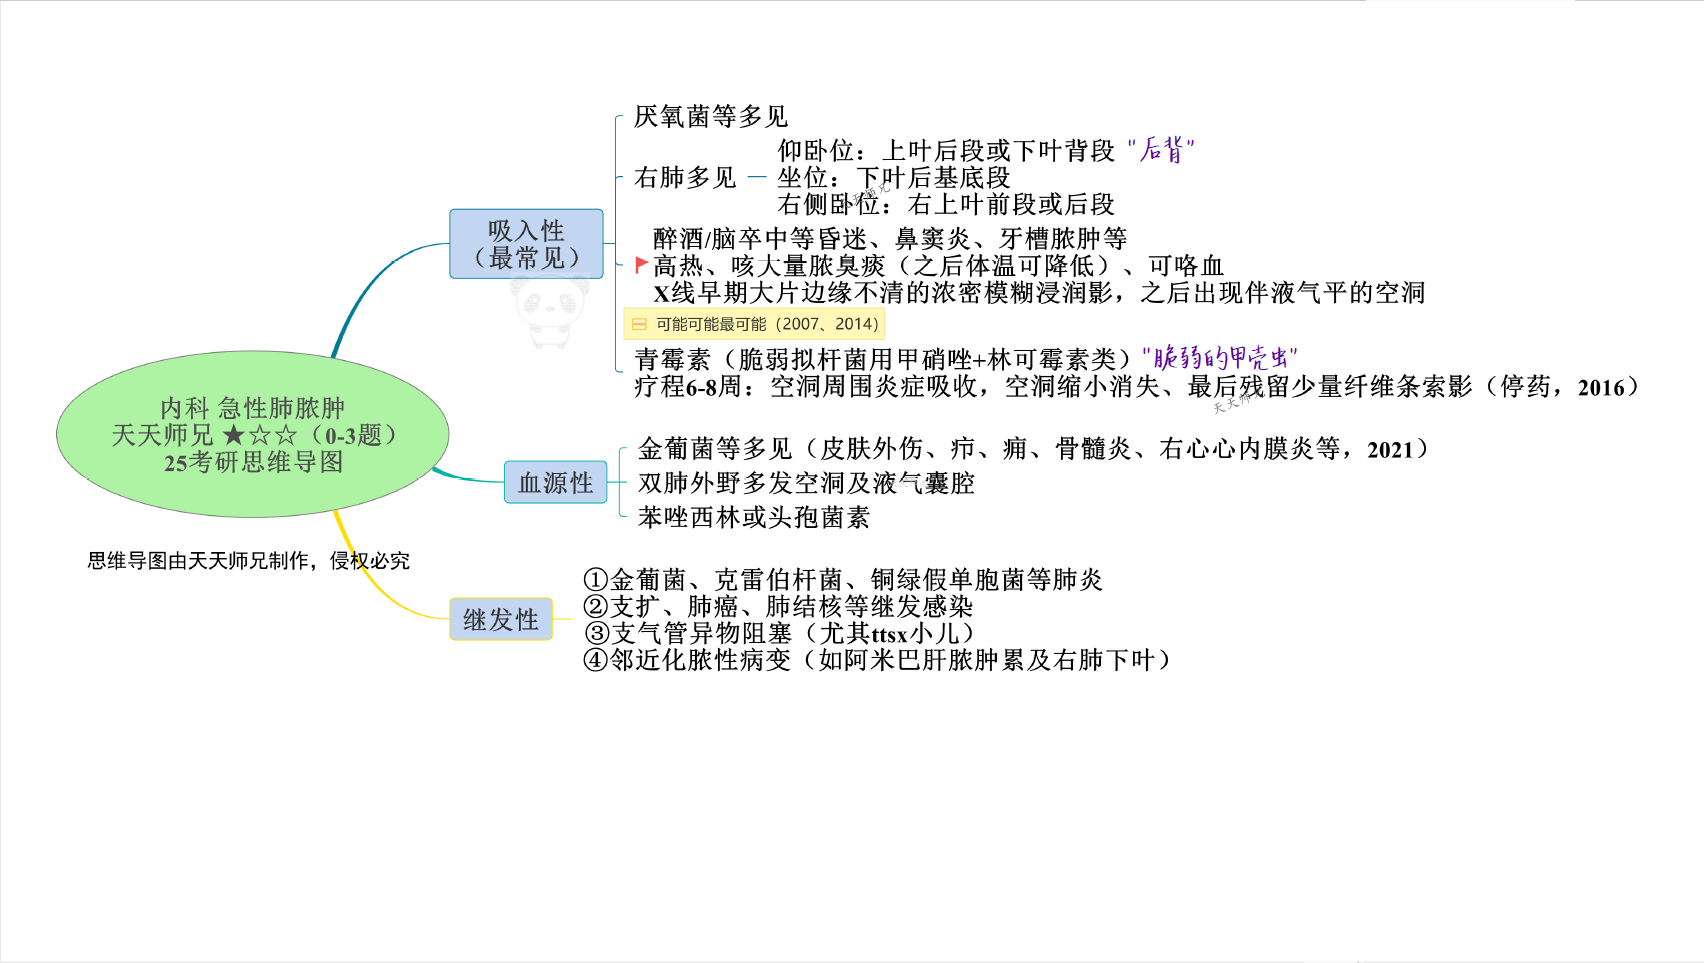 厌氧菌等多见
仰卧位：上叶后段或下叶背段 “后背”
右肺多见
坐位：下叶后基底段
右侧卧位：右上叶前段或后段
吸入性
（最常见）
醉酒/脑卒中等昏迷、鼻窦炎、牙槽脓肿等
高热、咳大量脓臭痰（之后体温可降低）、可咯血
X线早期大片边缘不清的浓密模糊浸润影，之后出现伴液气平的空洞
可能可能最可能（2007、2014）
青霉素（脆弱拟杆菌用甲硝唑+林可霉素类）“脆弱的甲壳虫”
疗程6-8周：空洞周围炎症吸收，空洞缩小消失、最后残留少量纤维条索影（停药，2016）
天天师兄
内科 急性肺脓肿
天天师兄 ★☆☆（0-3题）
25考研思维导图
金葡菌等多见（皮肤外伤、疖、痈、骨髓炎、右心心内膜炎等，2021）
血源性
双肺外野多发空洞及液气囊腔
苯唑西林或头孢菌素
思维导图由天天师兄制作，侵权必究
①金葡菌、克雷伯杆菌、铜绿假单胞菌等肺炎
②支扩、肺癌、肺结核等继发感染
继发性
③支气管异物阻塞（尤其ttsx小儿）
④邻近化脓性病变（如阿米巴肝脓肿累及右肺下叶）